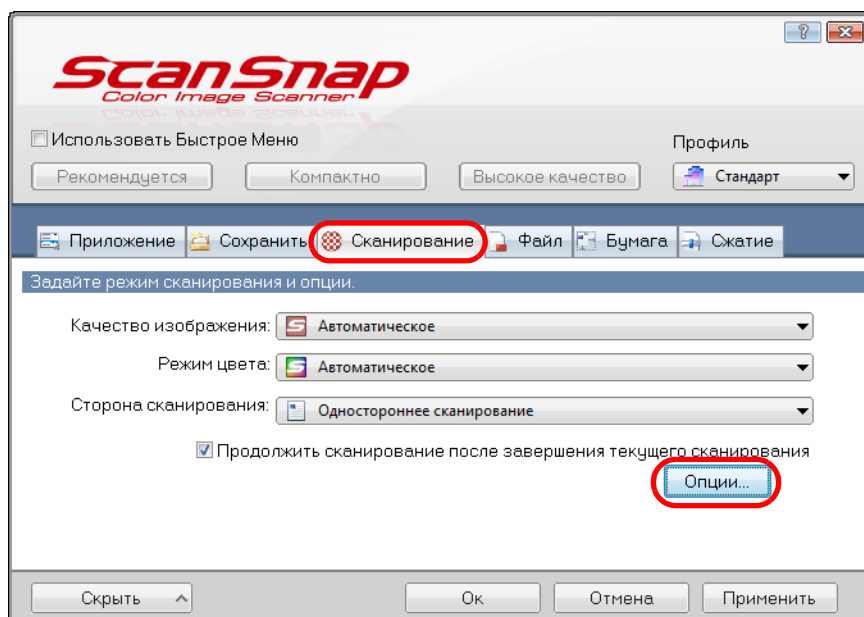 ScanSnap
Color Image Scanner
Использовать Быстрое Меню
Профиль
Рекомендуется Компактно Высокое качество Стандарт
Приложение Сохранить Сканирование Файл Бумага Сжатие
Задайте режим сканирования и опции.
Качество изображения: Автоматическое
Режим цвета: Автоматическое
Сторона сканирования: Одностороннее сканирование
Продолжить сканирование после завершения текущего сканирования
Опции...
Скрыть Ок Отмена Применить